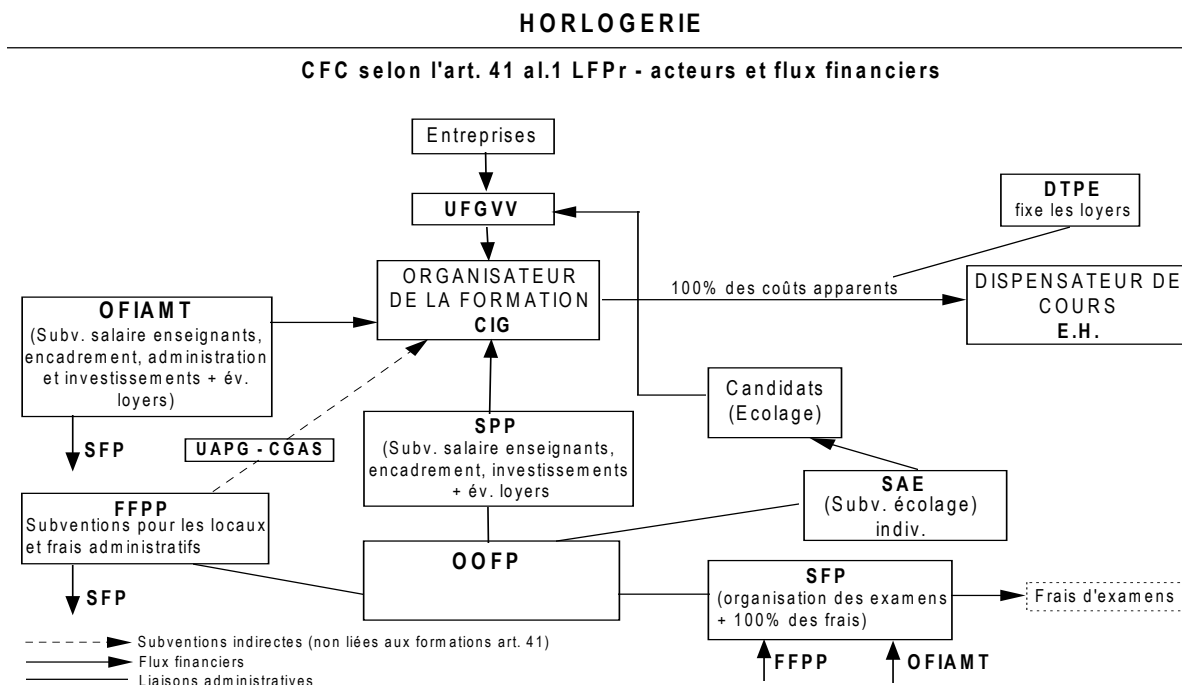 HORLOGERIE
CFC selon l'art. 41 al.1 LFPr - acteurs et flux financiers
Entreprises
UFGVV
DTPE
fixe les loyers
ORGANISATEUR
DE LA FORMATION
CIG
100% des coûts apparents
DISPENSATEUR DE
COURS
E.H.
OFIAMT
(Subv. salaire enseignants,
encadrement, administration
et investissements + év.
loyers)
SFP
UAPG - CGAS
SPP
(Subv. salaire enseignants,
encadrement, investissements
+ év. loyers
Candidats
(Ecolage)
SAE
(Subv. écolage)
indiv.
FFPP
Subventions pour les locaux
et frais administratifs
SFP
OOFP
SFP
(organisation des examens
+ 100% des frais)
Frais d'examens
FFPP
OFIAMT
Subventions indirectes (non liées aux formations art. 41)
Flux financiers
Liaisons administratives